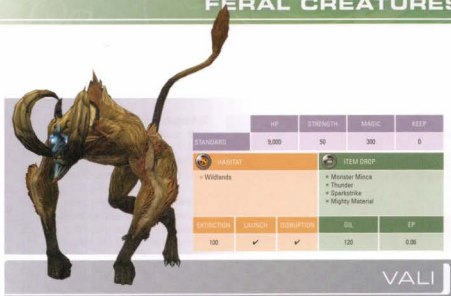 FERAL CREATURES
HP STRENGTH MAGIC KEEP
STANDARD 9,000 50 300 0
HABITAT ITEM DROP
Wildlands
Monster Mince
Thunder
Sparkstrike
Mighty Material
EXTINCTION LAUNCH DISRUPTION GIL EP
100 ✔ ✔ 120 0.06
VALI